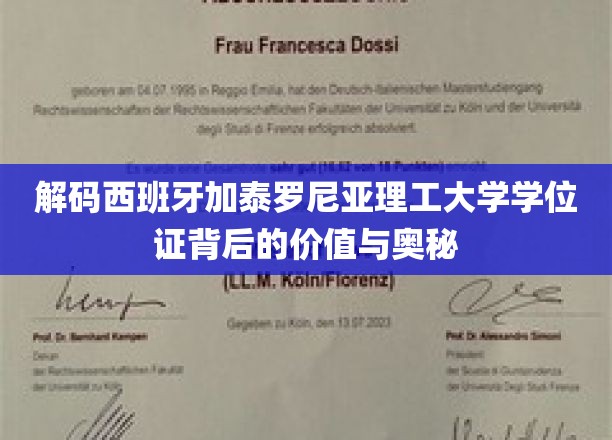 Frau Francesca Dossi
geboren am 04.07.1995 in Reggio Emilia, hat den Deutsch-Italienischen Masterstudiengang
Rechtswissenschaften der Rechtswissenschaftlichen Fakultäten der Universität zu Köln und der Università
degli Studi di Firenze erfolgreich absolviert.
解码西班牙加泰罗尼亚理工大学学位
证背后的价值与奥秘
(LL.M. Köln/Florenz)
Gegeben zu Köln, den 13.07.2023
Prof. Dr. Bernhard Kempen
Dekan
der Rechtswissenschaftlichen Fakultät
der Universität zu Köln
Prof. Dr. Alessandro Simoni
Präsident
der Scuola di Giurisprudenza
der Università Degli Studi Firenze